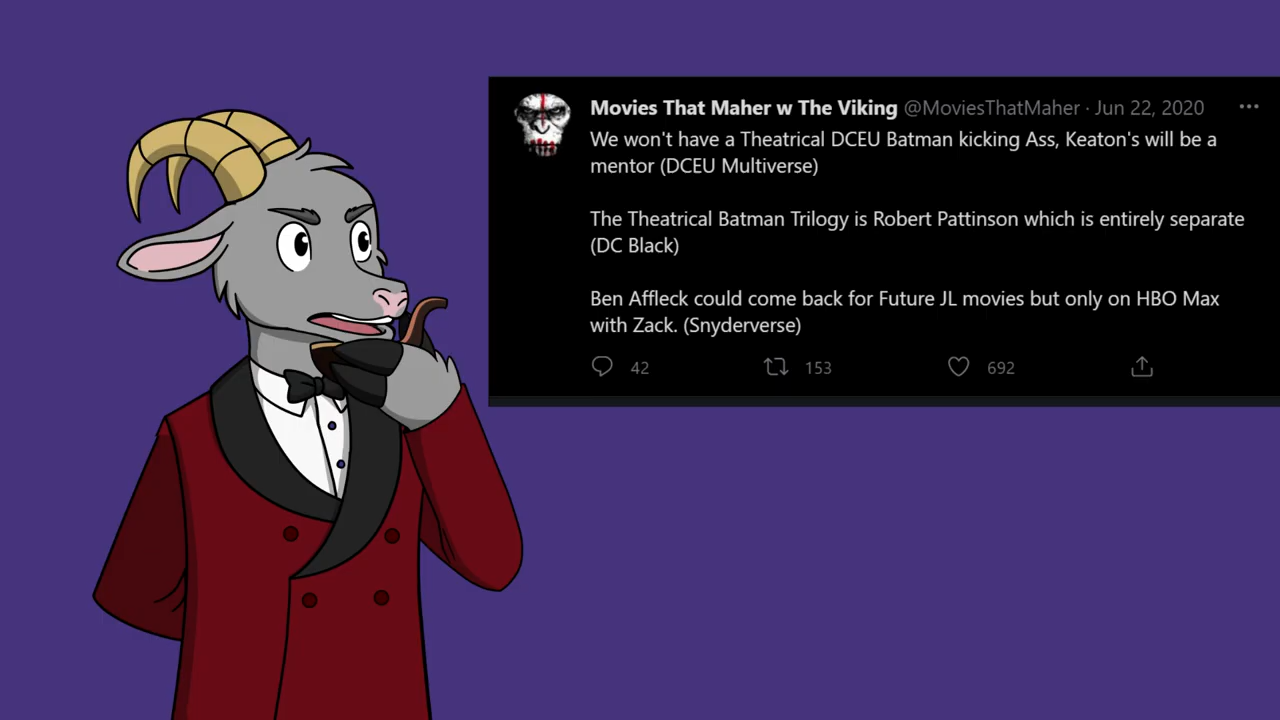 Movies That Maher w The Viking @MoviesThatMaher · Jun 22, 2020
We won't have a Theatrical DCEU Batman kicking Ass, Keaton's will be a
mentor (DCEU Multiverse)
The Theatrical Batman Trilogy is Robert Pattinson which is entirely separate
(DC Black)
Ben Affleck could come back for Future JL movies but only on HBO Max
with Zack. (Snyderverse)
42 153 692